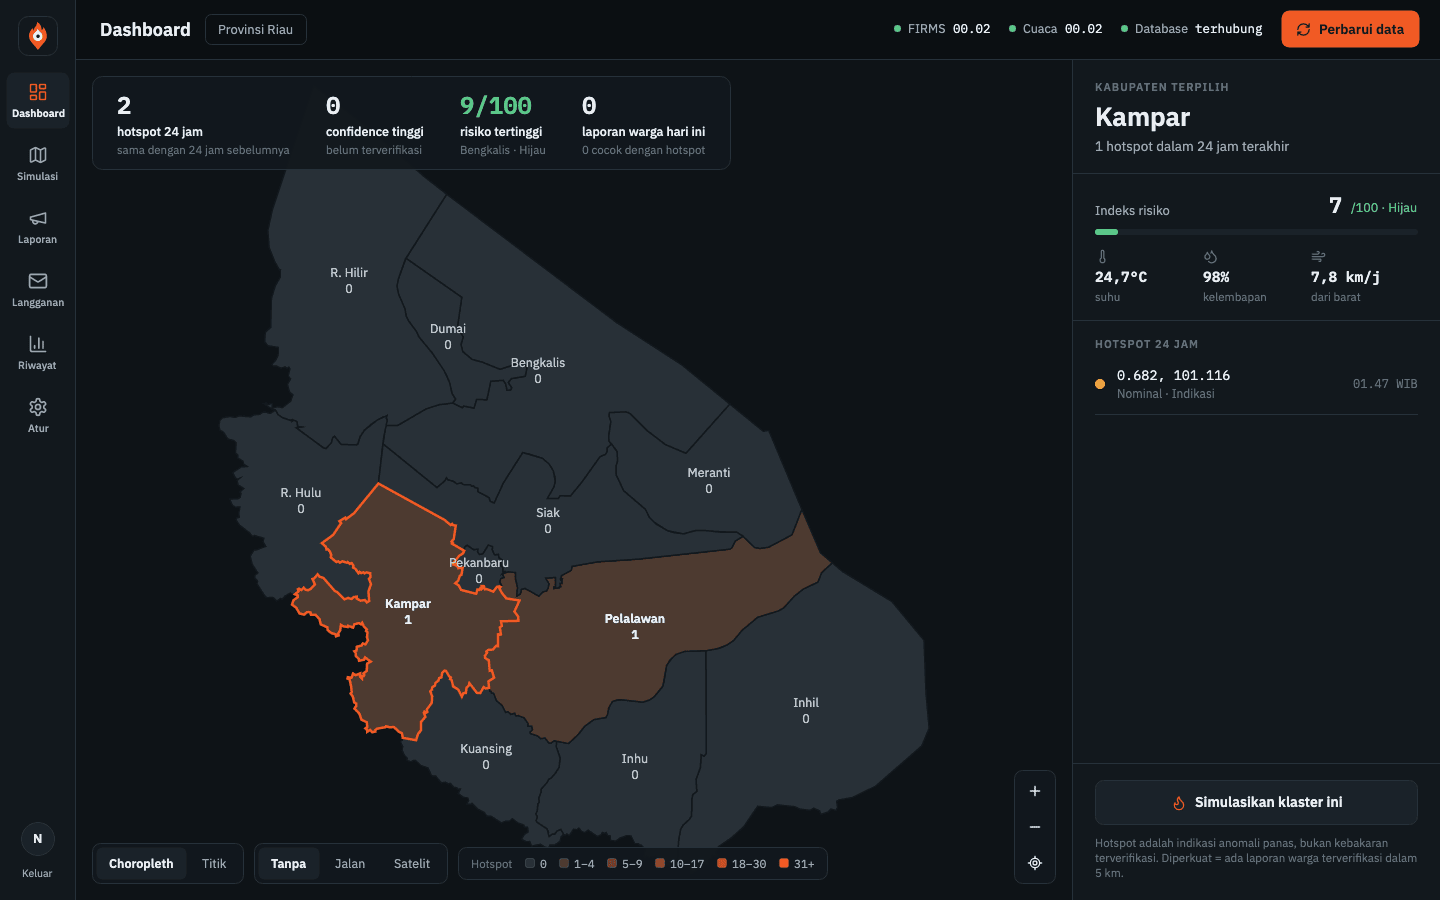 Dashboard
Provinsi Riau
FIRMS 00.02
Cuaca 00.02
Database terhubung
Perbarui data
Dashboard
Simulasi
Laporan
Langganan
Riwayat
Atur
N
Keluar
2
hotspot 24 jam
sama dengan 24 jam sebelumnya
0
confidence tinggi
belum terverifikasi
9/100
risiko tertinggi
Bengkalis · Hijau
0
laporan warga hari ini
0 cocok dengan hotspot
R. Hilir
0
Dumai
0
Bengkalis
0
Meranti
0
R. Hulu
0
Siak
0
Pekanbaru
0
Kampar
1
Pelalawan
1
Inhil
0
Kuansing
0
Inhu
0
Choropleth
Titik
Tanpa
Jalan
Satelit
Hotspot 0 1–4 5–9 10–17 18–30 31+
+
−
KABUPATEN TERPILIH
Kampar
1 hotspot dalam 24 jam terakhir
Indeks risiko 7 /100 · Hijau
24,7°C
suhu
98%
kelembapan
7,8 km/j
dari barat
HOTSPOT 24 JAM
0.682, 101.116
Nominal · Indikasi
01.47 WIB
Simulasikan klaster ini
Hotspot adalah indikasi anomali panas, bukan kebakaran
terverifikasi. Diperkuat = ada laporan warga terverifikasi dalam
5 km.